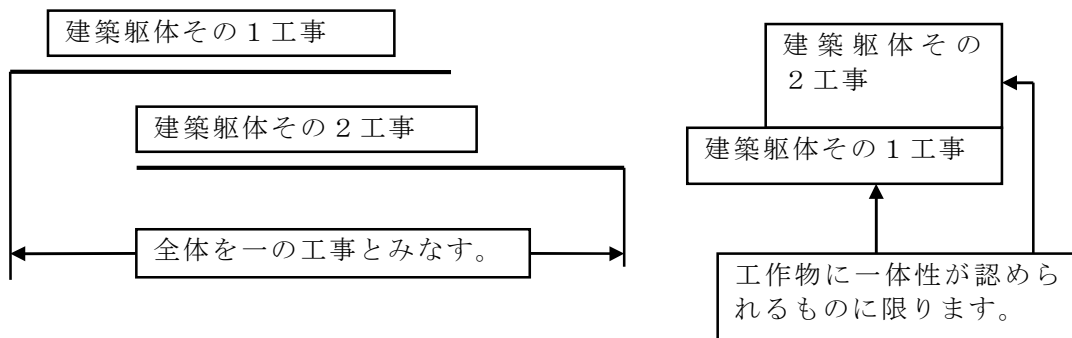 建築躯体その１工事
建築躯体その２工事
全体を一の工事とみなす。
建築躯体その
２工事
建築躯体その１工事
工作物に一体性が認めら
れるものに限ります。